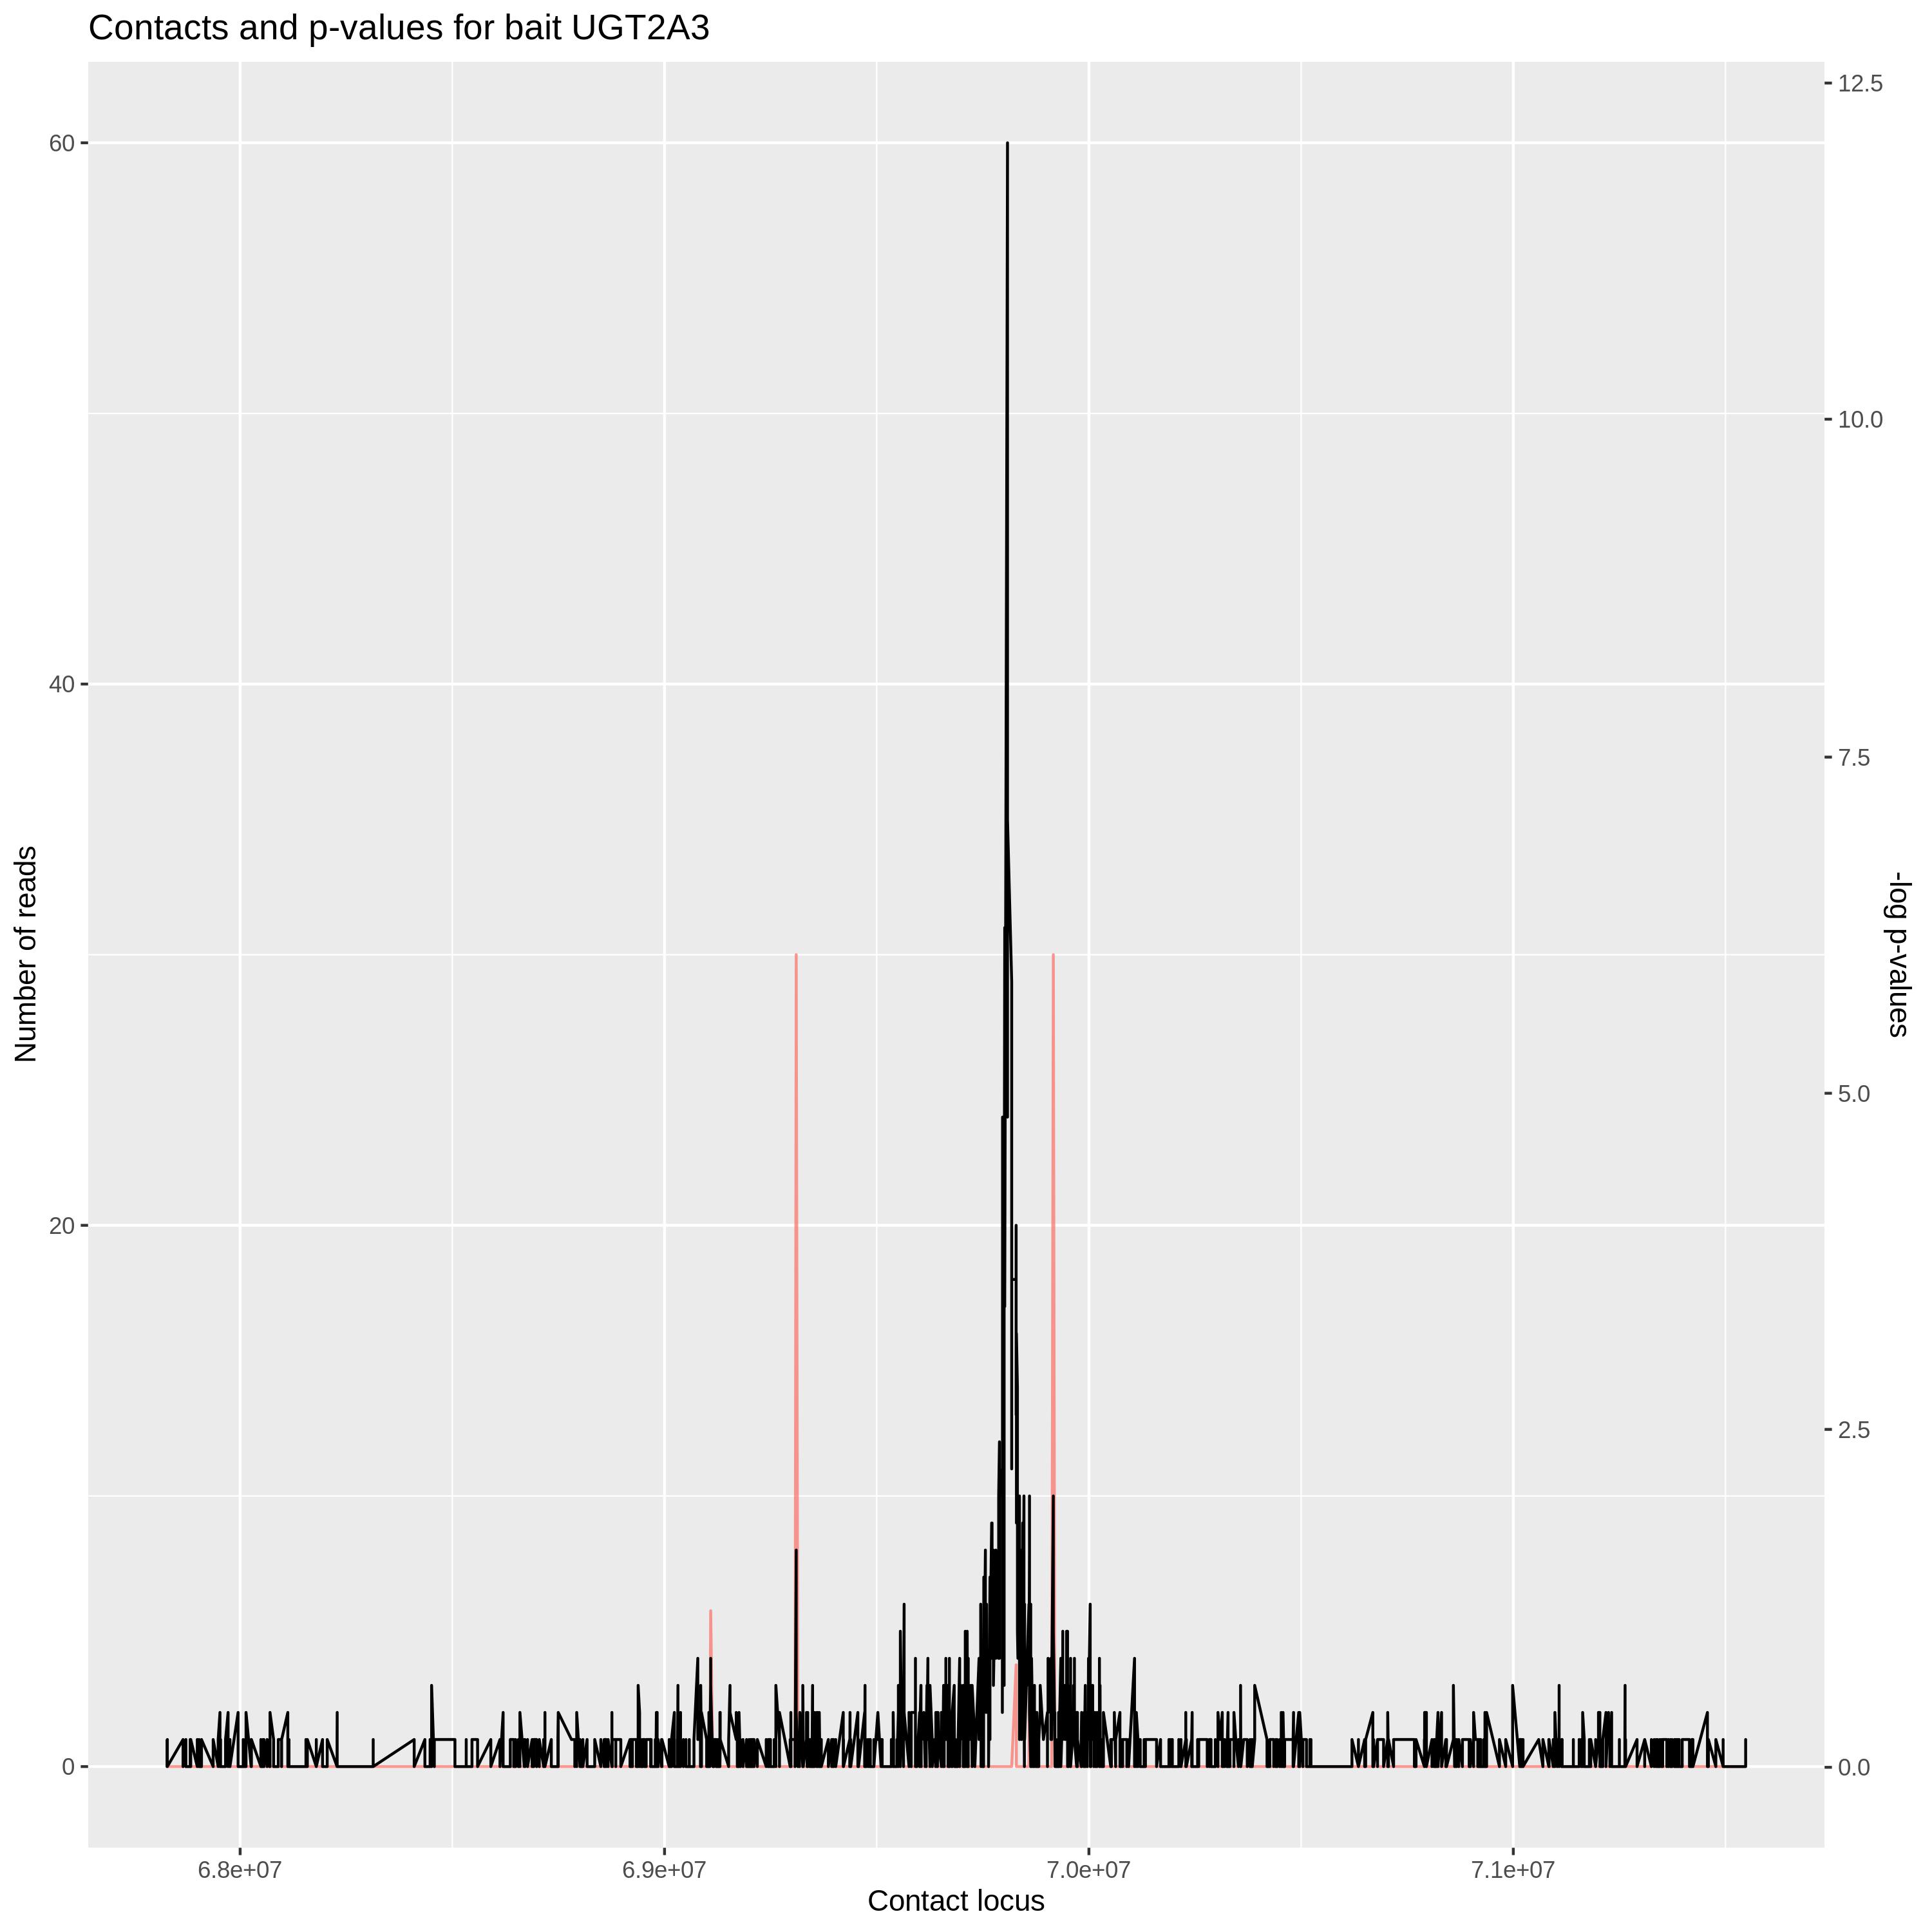 Contacts and p-values for bait UGT2A3
60
40
20
0
12.5
10.0
7.5
5.0
2.5
0.0
Number of reads
-log p-values
6.8e+07 6.9e+07 7.0e+07 7.1e+07
Contact locus